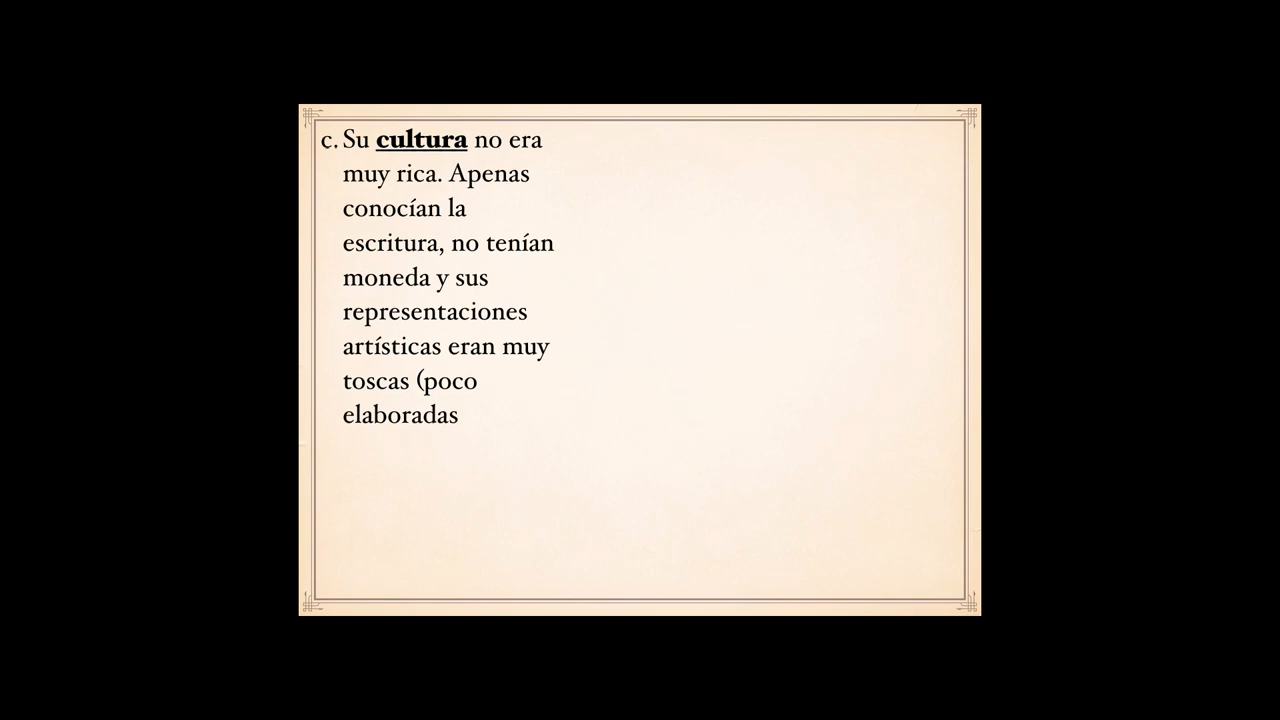 c. Su cultura no era
muy rica. Apenas
conocían la
escritura, no tenían
moneda y sus
representaciones
artísticas eran muy
toscas (poco
elaboradas